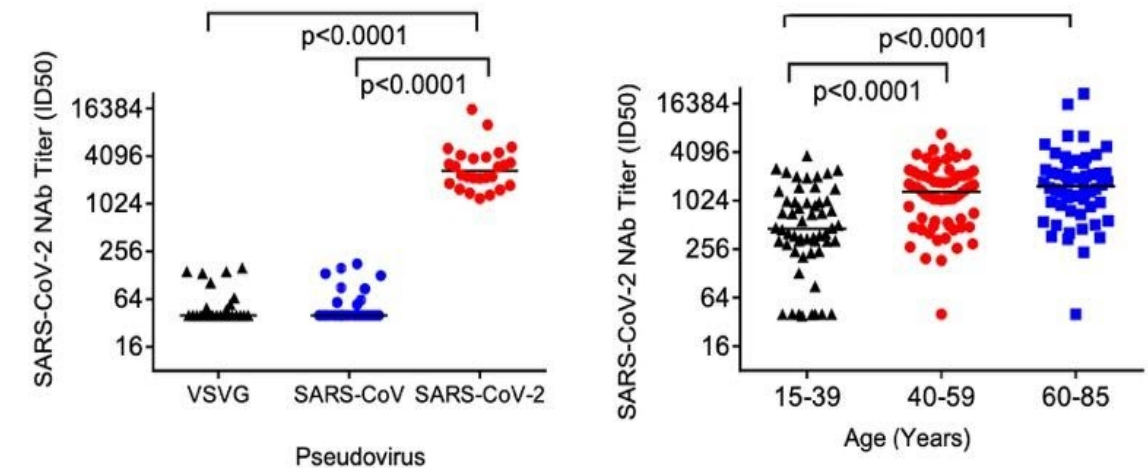 SARS-CoV-2 NAb Titer (ID50)
p<0.0001
p<0.0001
16384
4096
1024
256
64
16
VSVG SARS-CoV SARS-CoV-2
Pseudovirus
SARS-CoV-2 NAb Titer (ID50)
p<0.0001
p<0.0001
16384
4096
1024
256
64
16
15-39 40-59 60-85
Age (Years)